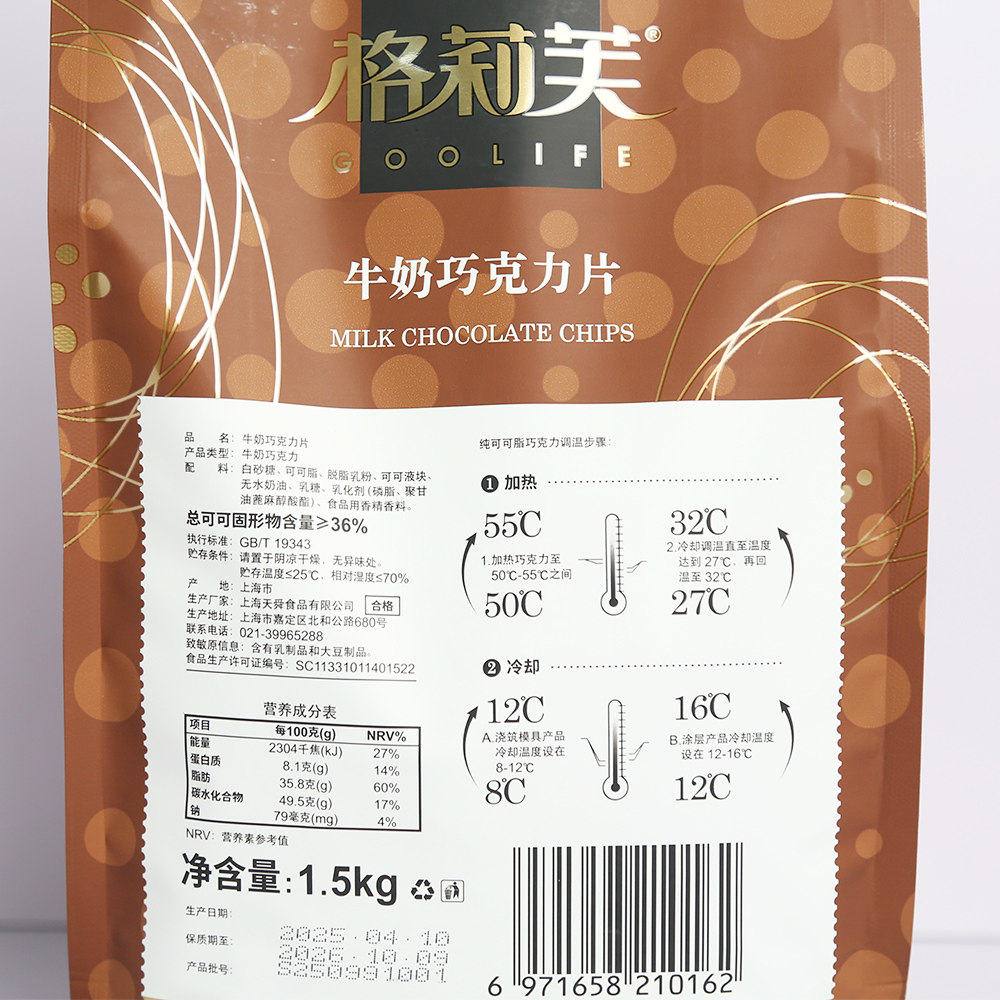 格莉芙®
GOOLIFE
牛奶巧克力片
MILK CHOCOLATE CHIPS
品 名：牛奶巧克力片
产品类型：牛奶巧克力
配 料：白砂糖、可可脂、脱脂乳粉、可可液块、
无水奶油、乳糖、乳化剂(磷脂、聚甘
油蓖麻醇酸酯)、食品用香精香料。
总可可固形物含量≥36%
执行标准：GB/T 19343
贮存条件：请置于阴凉干燥，无异味处。
贮存温度≤25℃，相对湿度≤70%
产 地：上海市
生产厂家：上海天舜食品有限公司 合格
生产地址：上海市嘉定区北和公路680号
联系电话：021-39965288
致敏原信息：含有乳制品和大豆制品。
食品生产许可证编号：SC11331011401522
营养成分表
项目 每100克(g) NRV%
能量 2304千焦(kJ) 27%
蛋白质 8.1克(g) 14%
脂肪 35.8克(g) 60%
碳水化合物 49.5克(g) 17%
钠 79毫克(mg) 4%
NRV：营养素参考值
净含量：1.5kg
生产日期：2025.04.10
保质期至：2026.10.09
产品批号：S250991001
纯可可脂巧克力调温步骤：
1 加热
55℃
1.加热巧克力至
50℃-55℃之间
50℃
32℃
2.冷却调温直至温度
达到 27℃，再回
温至 32℃
27℃
2 冷却
12℃
A.浇筑模具产品
冷却温度设在
8-12℃
8℃
16℃
B.涂层产品冷却温度
设在 12-16℃
12℃
6 971658 210162